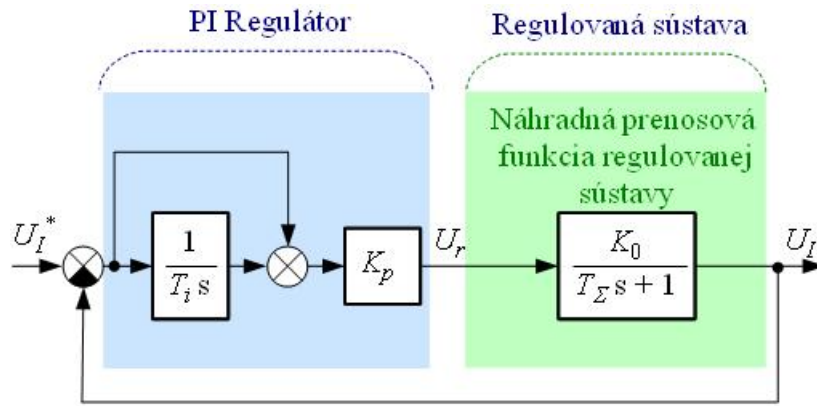 PI Regulátor
Regulovaná sústava
Náhradná prenosová
funkcia regulovanej
sústavy
U_I^*
1
T_i s
K_p
U_r
K_0
T_Σ s + 1
U_I